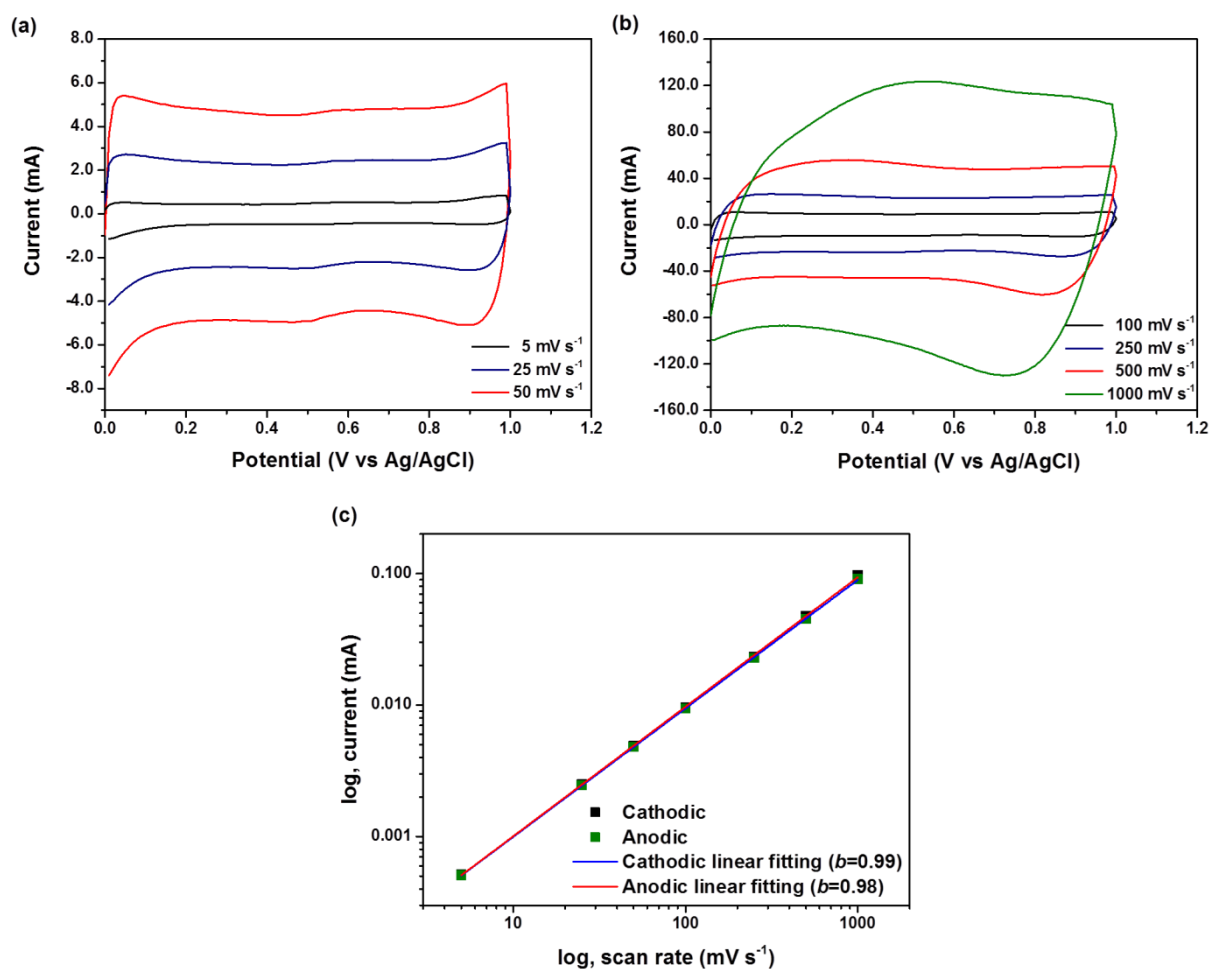 (a)
8.0
6.0
4.0
2.0
0.0
-2.0
-4.0
-6.0
-8.0
Current (mA)
0.0 0.2 0.4 0.6 0.8 1.0 1.2
Potential (V vs Ag/AgCl)
5 mV s⁻¹
25 mV s⁻¹
50 mV s⁻¹
(b)
160.0
120.0
80.0
40.0
0.0
-40.0
-80.0
-120.0
-160.0
Current (mA)
0.0 0.2 0.4 0.6 0.8 1.0 1.2
Potential (V vs Ag/AgCl)
100 mV s⁻¹
250 mV s⁻¹
500 mV s⁻¹
1000 mV s⁻¹
(c)
0.100
0.010
0.001
log, current (mA)
10 100 1000
log, scan rate (mV s⁻¹)
Cathodic
Anodic
Cathodic linear fitting (b=0.99)
Anodic linear fitting (b=0.98)